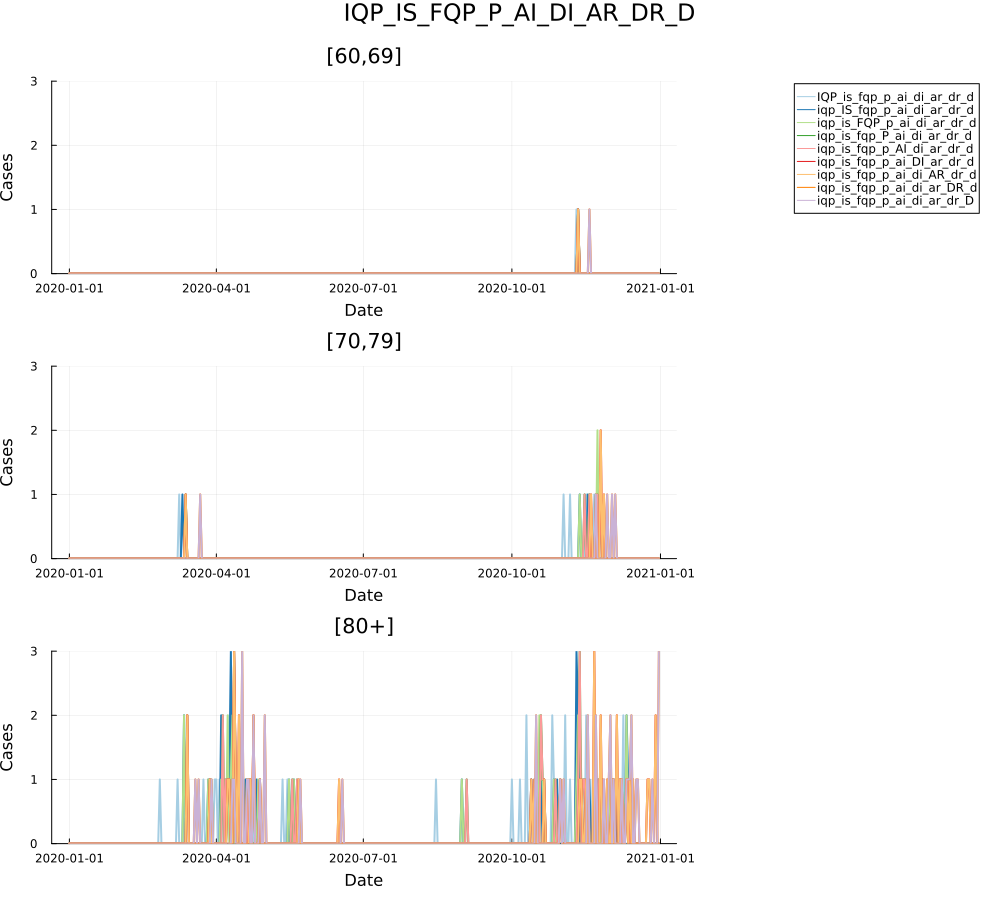 IQP_IS_FQP_P_AI_DI_AR_DR_D
[60,69]
3
2
1
0
Cases
2020-01-01 2020-04-01 2020-07-01 2020-10-01 2021-01-01
Date
IQP_is_fqp_p_ai_di_ar_dr_d
iqp_IS_fqp_p_ai_di_ar_dr_d
iqp_is_FQP_p_ai_di_ar_dr_d
iqp_is_fqp_P_ai_di_ar_dr_d
iqp_is_fqp_p_AI_di_ar_dr_d
iqp_is_fqp_p_ai_DI_ar_dr_d
iqp_is_fqp_p_ai_di_AR_dr_d
iqp_is_fqp_p_ai_di_ar_DR_d
iqp_is_fqp_p_ai_di_ar_dr_D
[70,79]
3
2
1
0
Cases
2020-01-01 2020-04-01 2020-07-01 2020-10-01 2021-01-01
Date
[80+]
3
2
1
0
Cases
2020-01-01 2020-04-01 2020-07-01 2020-10-01 2021-01-01
Date